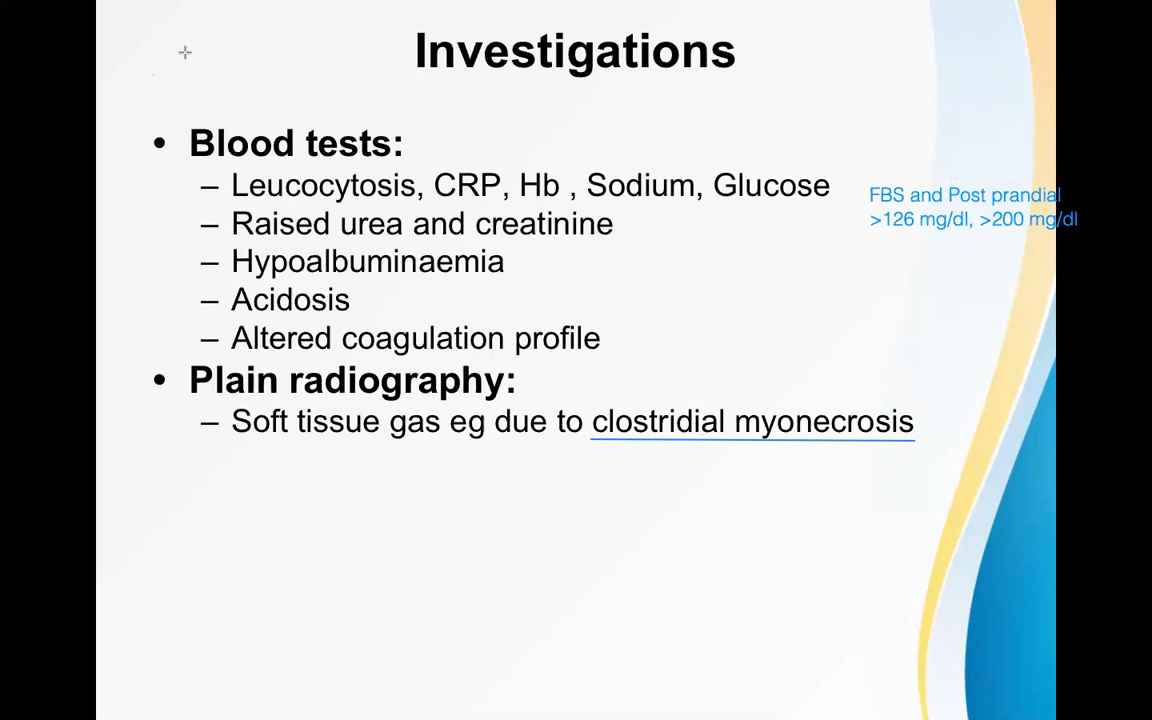 Investigations
• Blood tests:
– Leucocytosis, CRP, Hb , Sodium, Glucose
FBS and Post prandial
>126 mg/dl, >200 mg/dl
– Raised urea and creatinine
– Hypoalbuminaemia
– Acidosis
– Altered coagulation profile
• Plain radiography:
– Soft tissue gas eg due to clostridial myonecrosis